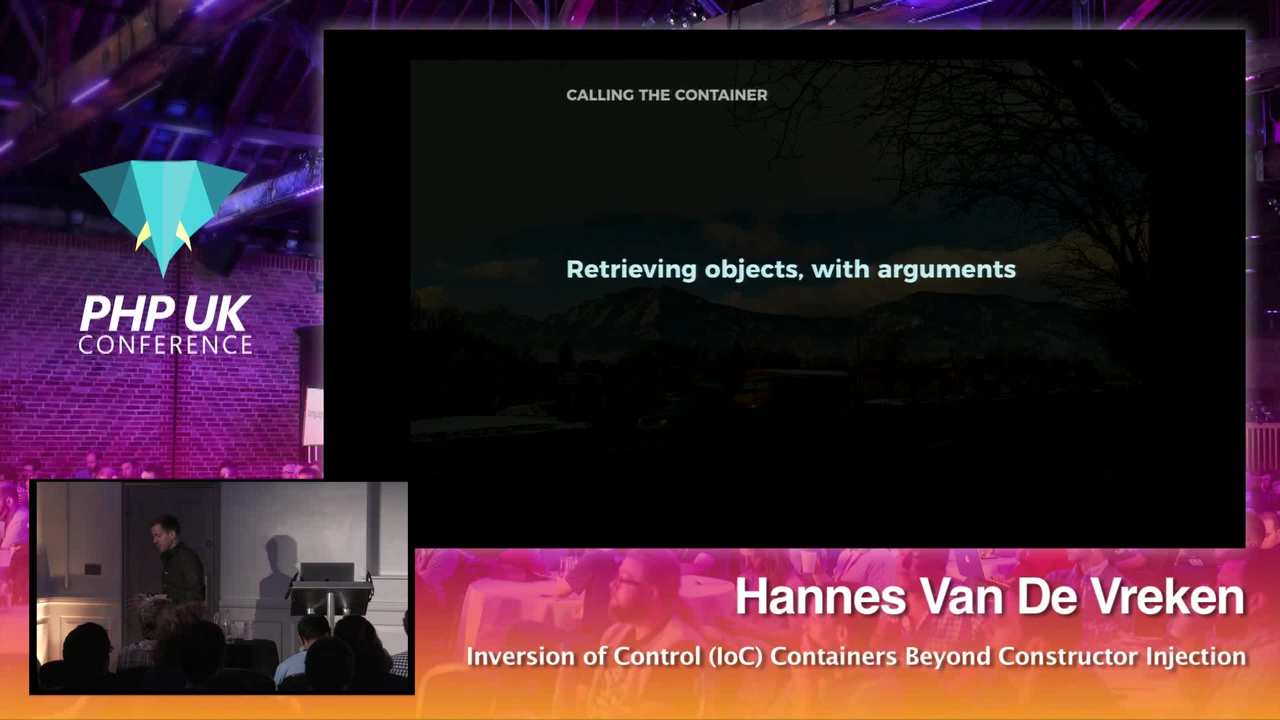 CALLING THE CONTAINER
Retrieving objects, with arguments
PHP UK
CONFERENCE
Hannes Van De Vreken
Inversion of Control (IoC) Containers Beyond Constructor Injection